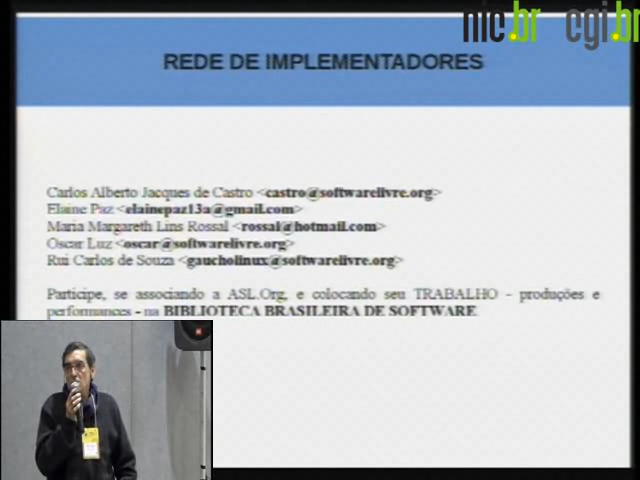 nic.br cgi.br
REDE DE IMPLEMENTADORES
Carlos Alberto Jacques de Castro <castro@softwarelivre.org>
Elaine Paz <elainepaz13a@gmail.com>
Maria Margareth Lins Rossal <rossal@hotmail.com>
Oscar Luz <oscar@softwarelivre.org>
Rui Carlos de Souza <gaucholinux@softwarelivre.org>
Participe, se associando a ASL.Org, e colocando seu TRABALHO - produções e
performances - na BIBLIOTECA BRASILEIRA DE SOFTWARE